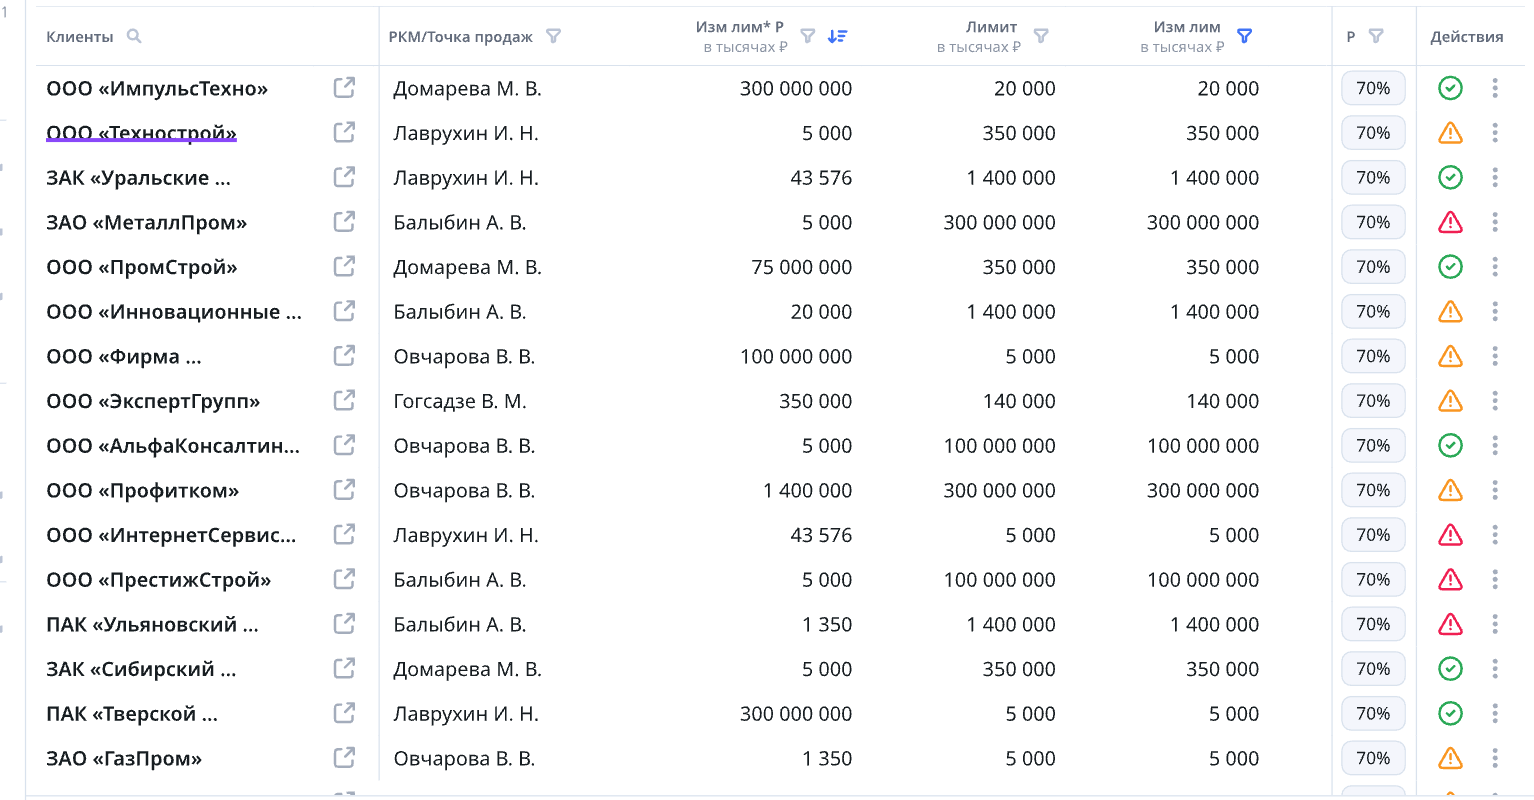 1
Клиенты РКМ/Точка продаж Изм лим* Р в тысячах ₽ Лимит в тысячах ₽ Изм лим в тысячах ₽ Р Действия
ООО «ИмпульсТехно» Домарева М. В. 300 000 000 20 000 20 000 70%
ООО «Технострой» Лаврухин И. Н. 5 000 350 000 350 000 70%
ЗАК «Уральские ... Лаврухин И. Н. 43 576 1 400 000 1 400 000 70%
ЗАО «МеталлПром» Балыбин А. В. 5 000 300 000 000 300 000 000 70%
ООО «ПромСтрой» Домарева М. В. 75 000 000 350 000 350 000 70%
ООО «Инновационные ... Балыбин А. В. 20 000 1 400 000 1 400 000 70%
ООО «Фирма ... Овчарова В. В. 100 000 000 5 000 5 000 70%
ООО «ЭкспертГрупп» Гогсадзе В. М. 350 000 140 000 140 000 70%
ООО «АльфаКонсалтин... Овчарова В. В. 5 000 100 000 000 100 000 000 70%
ООО «Профитком» Овчарова В. В. 1 400 000 300 000 000 300 000 000 70%
ООО «ИнтернетСервис... Лаврухин И. Н. 43 576 5 000 5 000 70%
ООО «ПрестижСтрой» Балыбин А. В. 5 000 100 000 000 100 000 000 70%
ПАК «Ульяновский ... Балыбин А. В. 1 350 1 400 000 1 400 000 70%
ЗАК «Сибирский ... Домарева М. В. 5 000 350 000 350 000 70%
ПАК «Тверской ... Лаврухин И. Н. 300 000 000 5 000 5 000 70%
ЗАО «ГазПром» Овчарова В. В. 1 350 5 000 5 000 70%